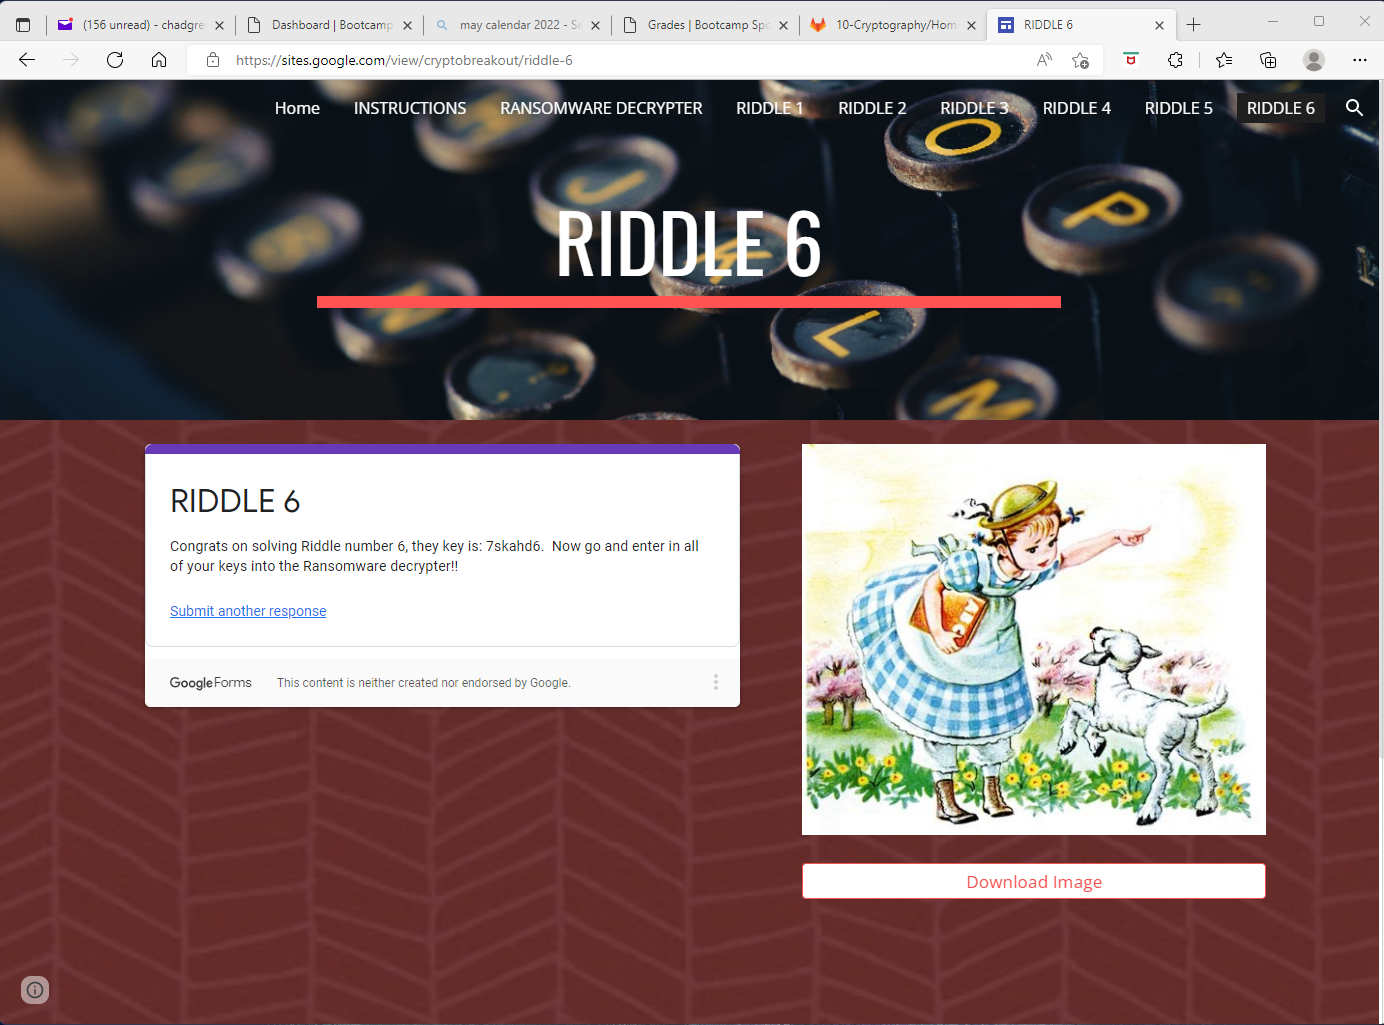 (156 unread) - chadgre
Dashboard | Bootcamp
may calendar 2022 - Se
Grades | Bootcamp Spo
10-Cryptography/Hom
RIDDLE 6
https://sites.google.com/view/cryptobreakout/riddle-6
Home
INSTRUCTIONS
RANSOMWARE DECRYPTER
RIDDLE 1
RIDDLE 2
RIDDLE 3
RIDDLE 4
RIDDLE 5
RIDDLE 6
J
O
P
L
RIDDLE 6
RIDDLE 6
Congrats on solving Riddle number 6, they key is: 7skahd6. Now go and enter in all
of your keys into the Ransomware decrypter!!
Submit another response
Google Forms
This content is neither created nor endorsed by Google.
Download Image